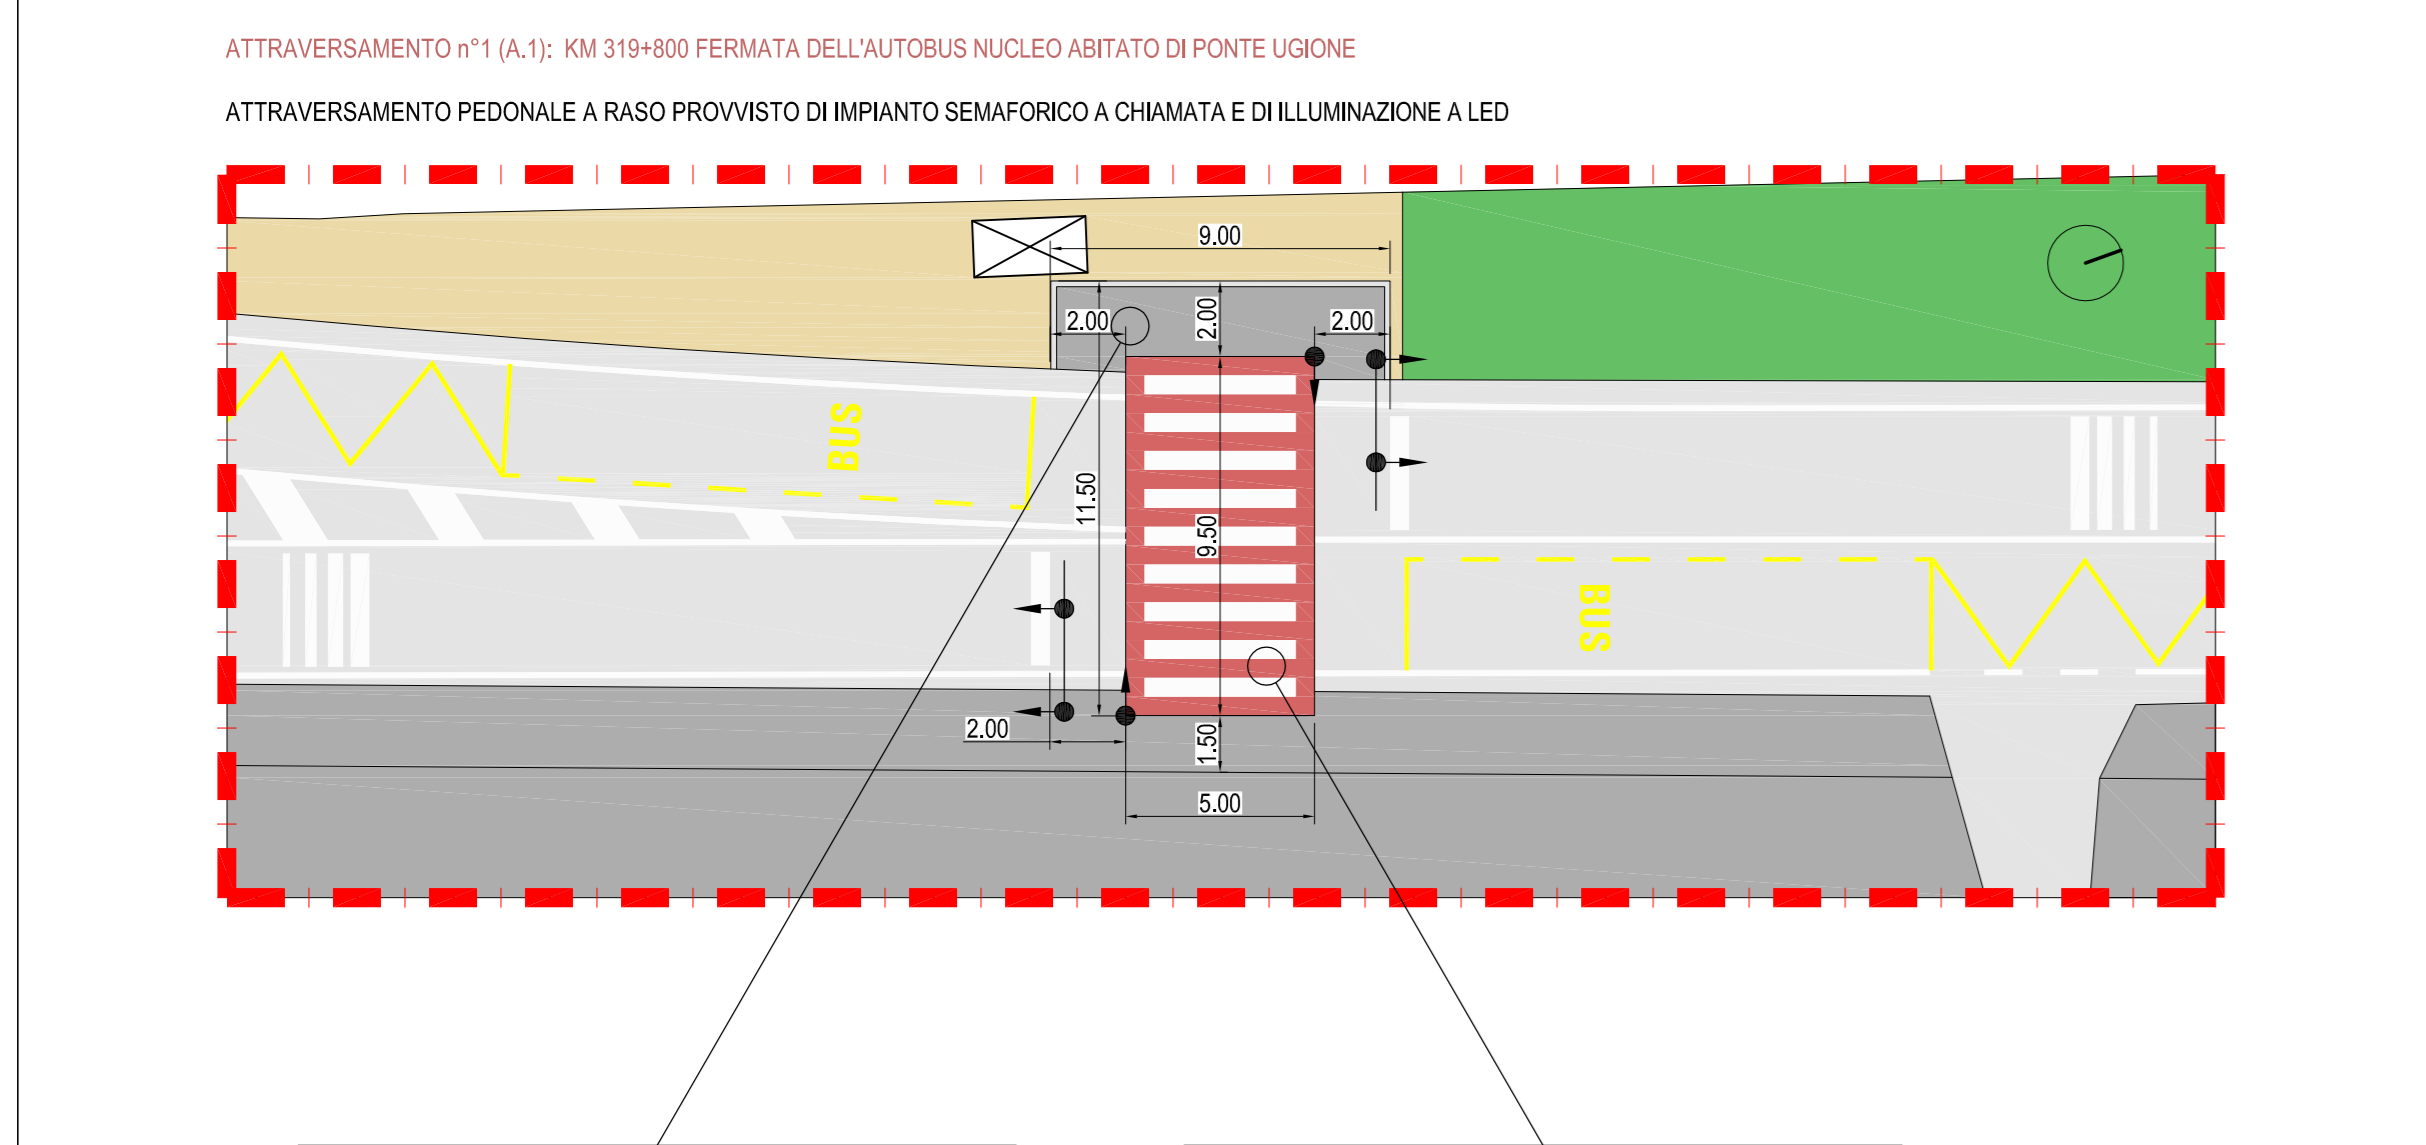 ATTRAVERSAMENTO n°1 (A.1): KM 319+800 FERMATA DELL'AUTOBUS NUCLEO ABITATO DI PONTE UGIONE
ATTRAVERSAMENTO PEDONALE A RASO PROVVISTO DI IMPIANTO SEMAFORICO A CHIAMATA E DI ILLUMINAZIONE A LED
9.00
2.00
2.00
2.00
BUS
11.50
9.50
BUS
2.00
1.50
5.00